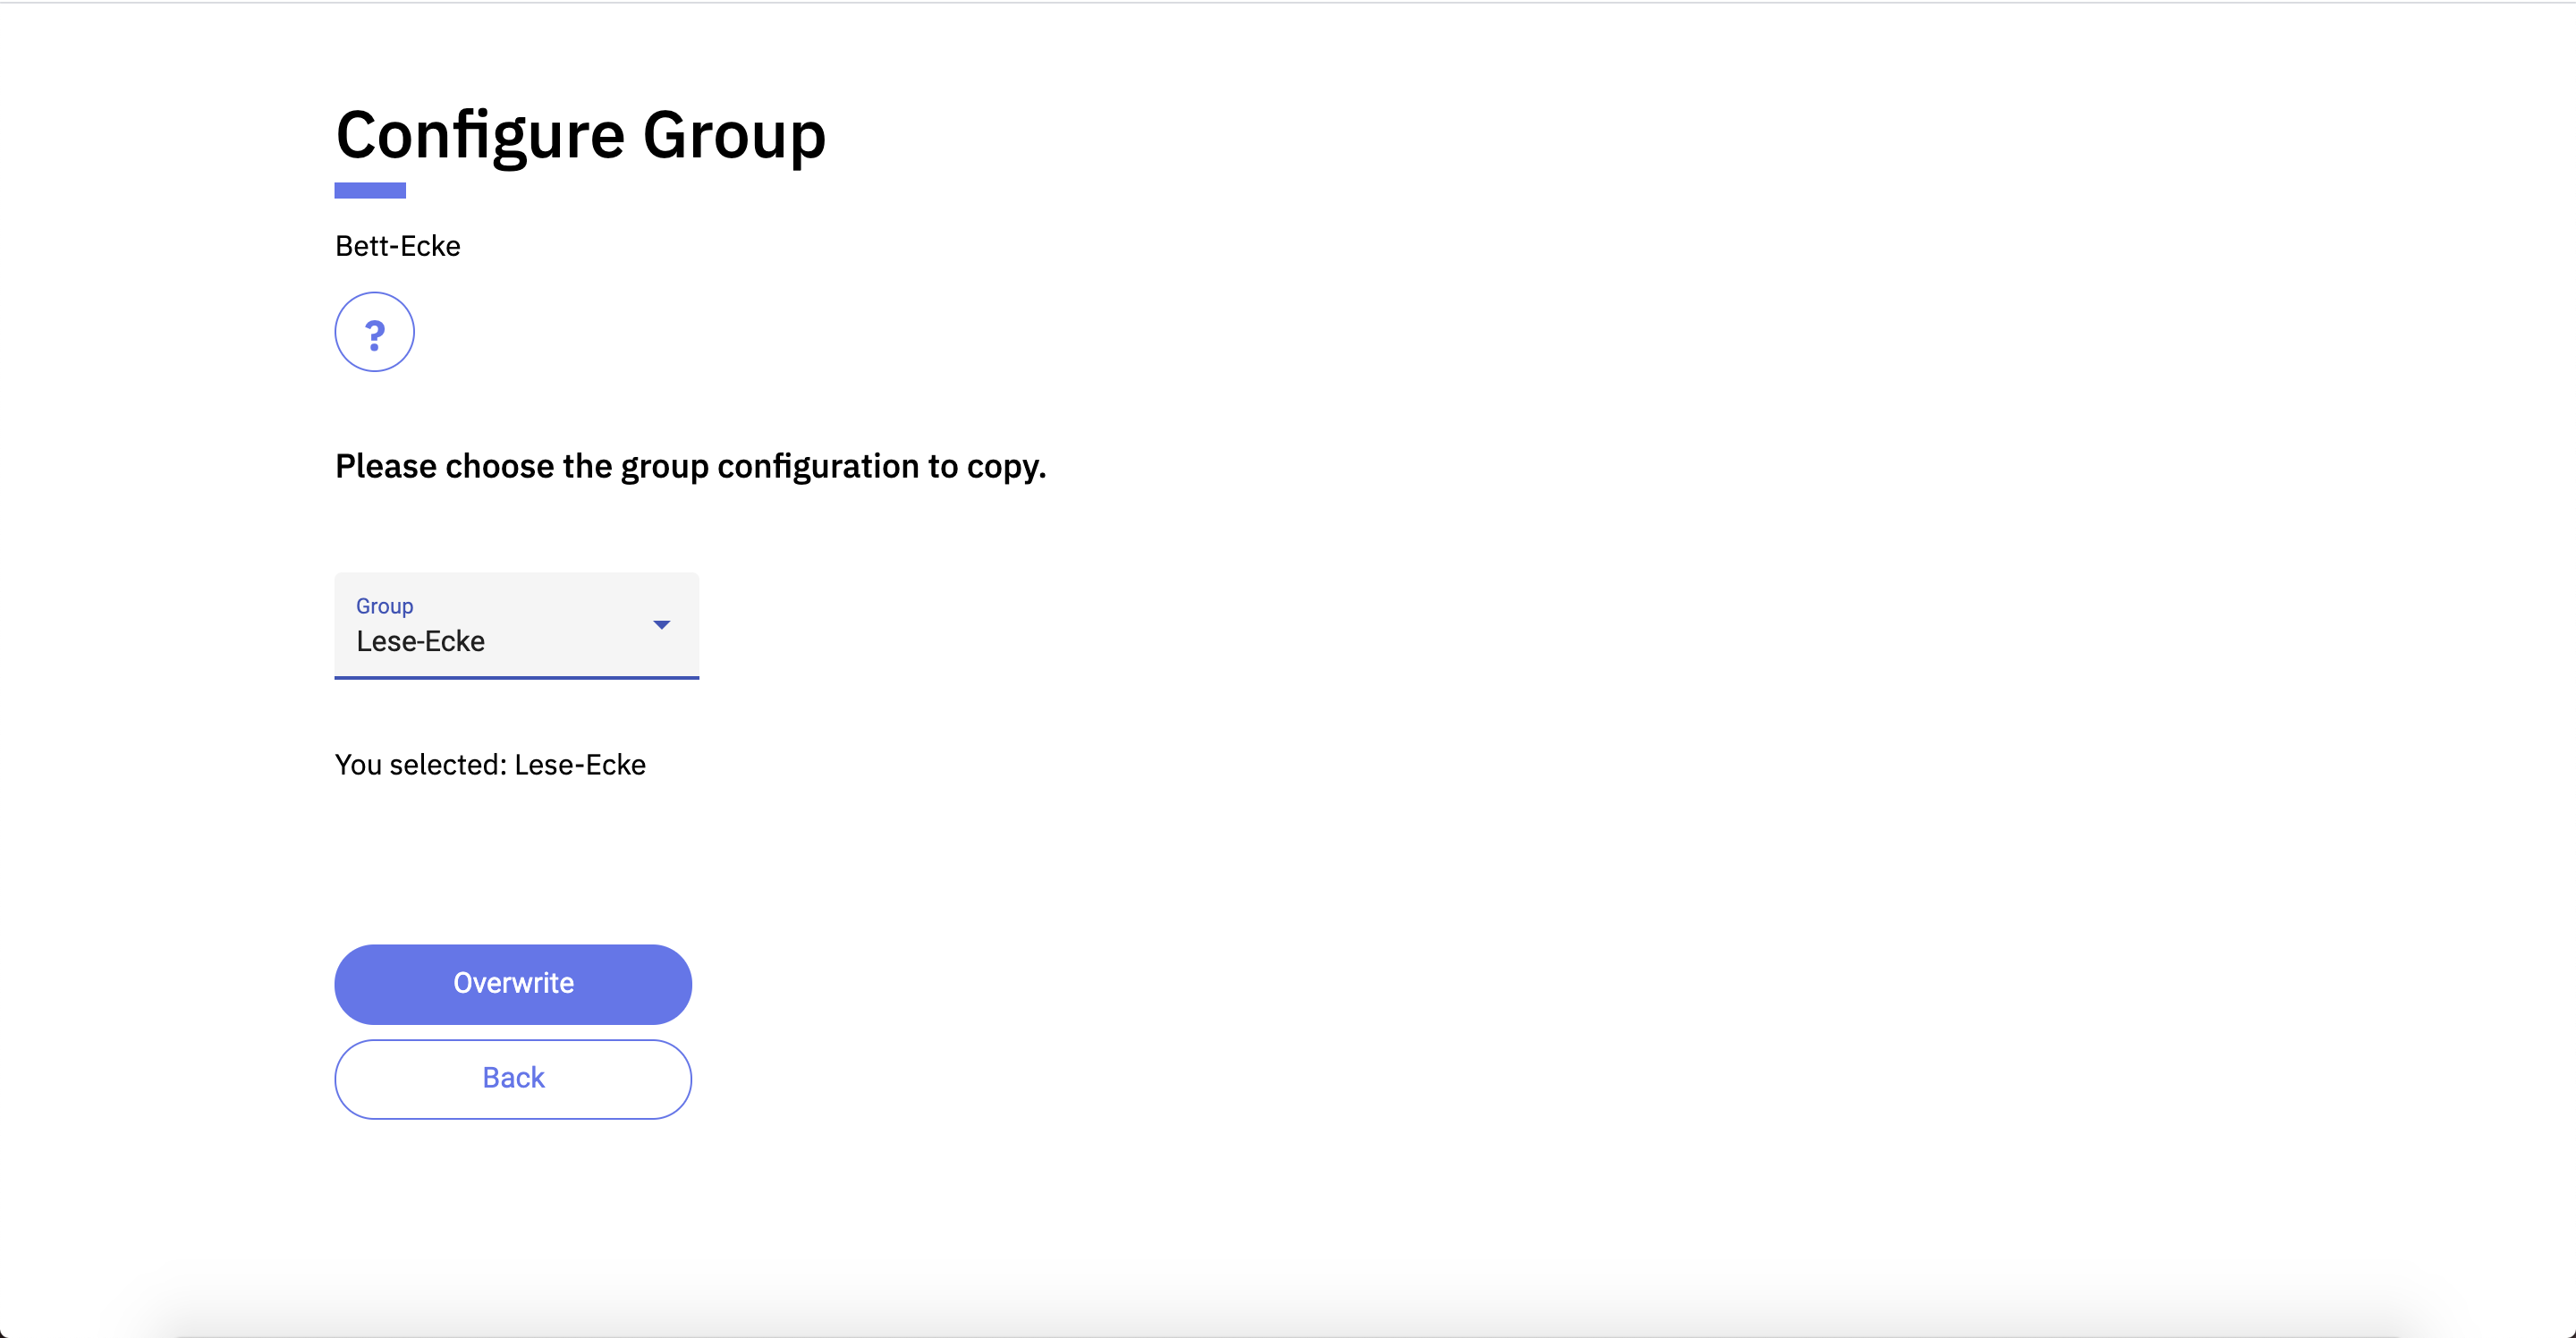 Configure Group
Bett-Ecke
?
Please choose the group configuration to copy.
Group
Lese-Ecke
You selected: Lese-Ecke
Overwrite
Back